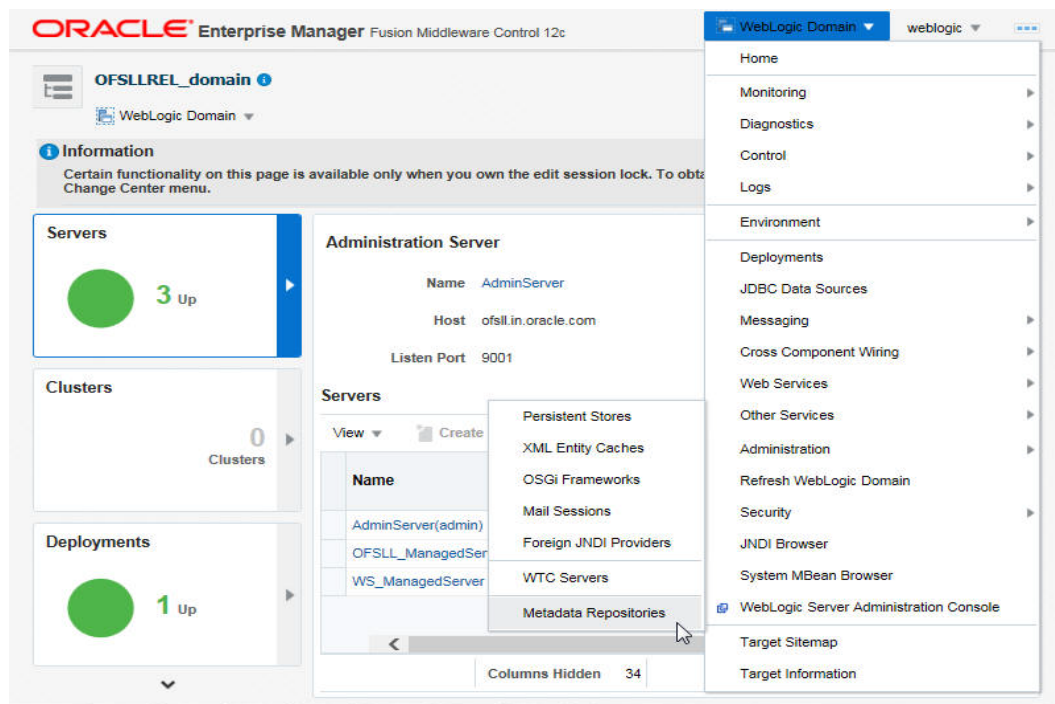 ORACLE® Enterprise Manager Fusion Middleware Control 12c
WebLogic Domain
weblogic
OFSLLREL_domain
WebLogic Domain
Information
Certain functionality on this page is available only when you own the edit session lock. To obta
Change Center menu.
Servers
3 Up
Clusters
0
Clusters
Deployments
1 Up
Administration Server
Name AdminServer
Host ofsll.in.oracle.com
Listen Port 9001
Servers
View Create
Name
AdminServer(admin)
OFSLL_ManagedSer
WS_ManagedServer
Columns Hidden 34
Persistent Stores
XML Entity Caches
OSGi Frameworks
Mail Sessions
Foreign JNDI Providers
WTC Servers
Metadata Repositories
Home
Monitoring
Diagnostics
Control
Logs
Environment
Deployments
JDBC Data Sources
Messaging
Cross Component Wiring
Web Services
Other Services
Administration
Refresh WebLogic Domain
Security
JNDI Browser
System MBean Browser
WebLogic Server Administration Console
Target Sitemap
Target Information